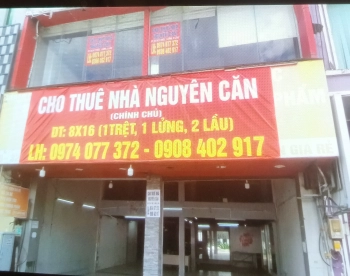 CHO THUÊ NHÀ NGUYÊN CĂN
(CHÍNH CHỦ)
DT: 8X16 (1TRỆT, 1 LỬNG, 2 LẦU)
LH: 0974 077 372 - 0908 402 917